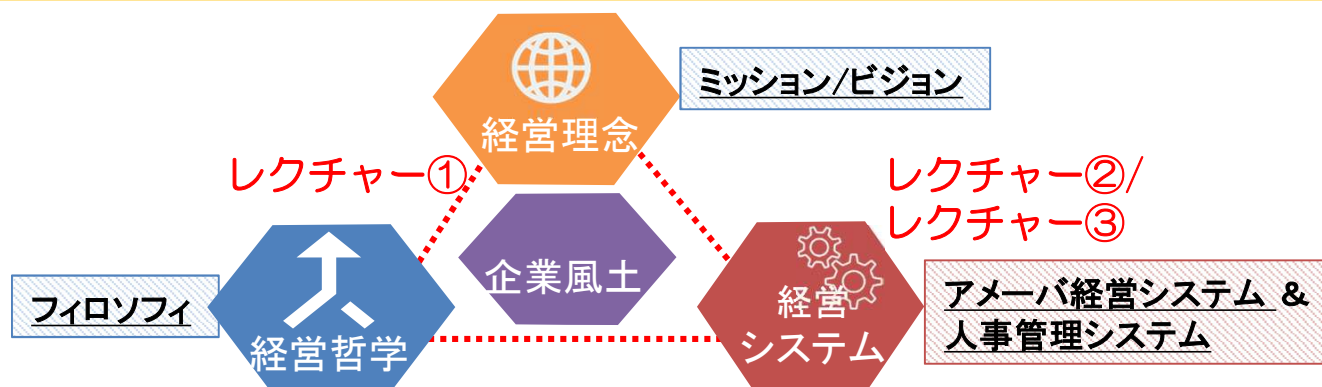 経営理念
ミッション/ビジョン
レクチャー①
レクチャー②/
レクチャー③
企業風土
フィロソフィ
経営哲学
経営
システム
アメーバ経営システム &
人事管理システム